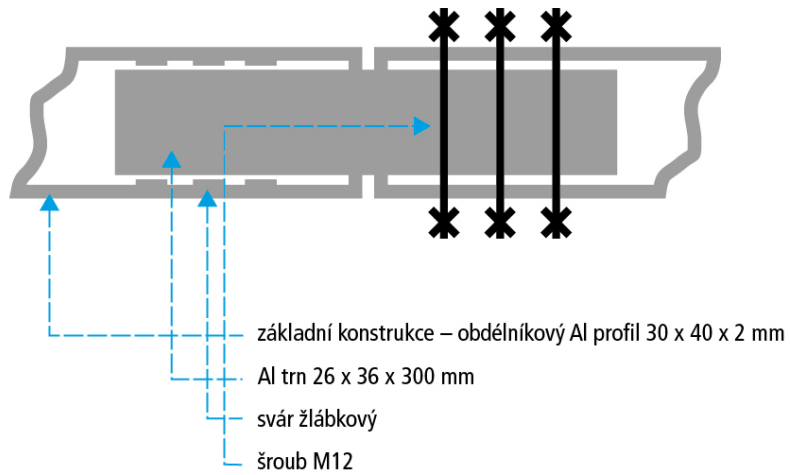 základní konstrukce – obdélníkový Al profil 30 x 40 x 2 mm
Al trn 26 x 36 x 300 mm
svár žlábkový
šroub M12